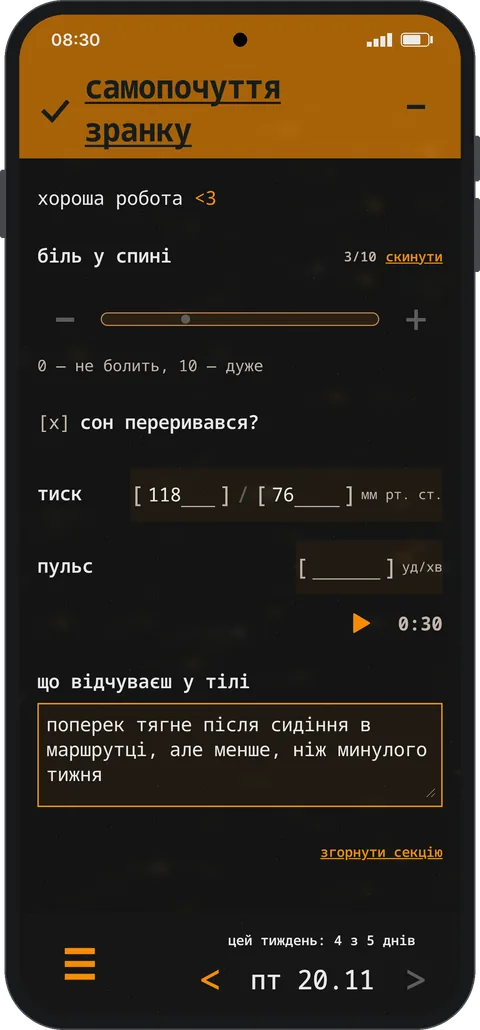 08:30
самопочуття
зранку
хороша робота <3
біль у спині 3/10 скинути
0 — не болить, 10 — дуже
[x] сон переривався?
тиск [ 118___ ] / [ 76____ ] мм рт. ст.
пульс [ ______ ] уд/хв
0:30
що відчуваєш у тілі
поперек тягне після сидіння в
маршрутці, але менше, ніж минулого
тижня
згорнути секцію
цей тиждень: 4 з 5 днів
< пт 20.11 >